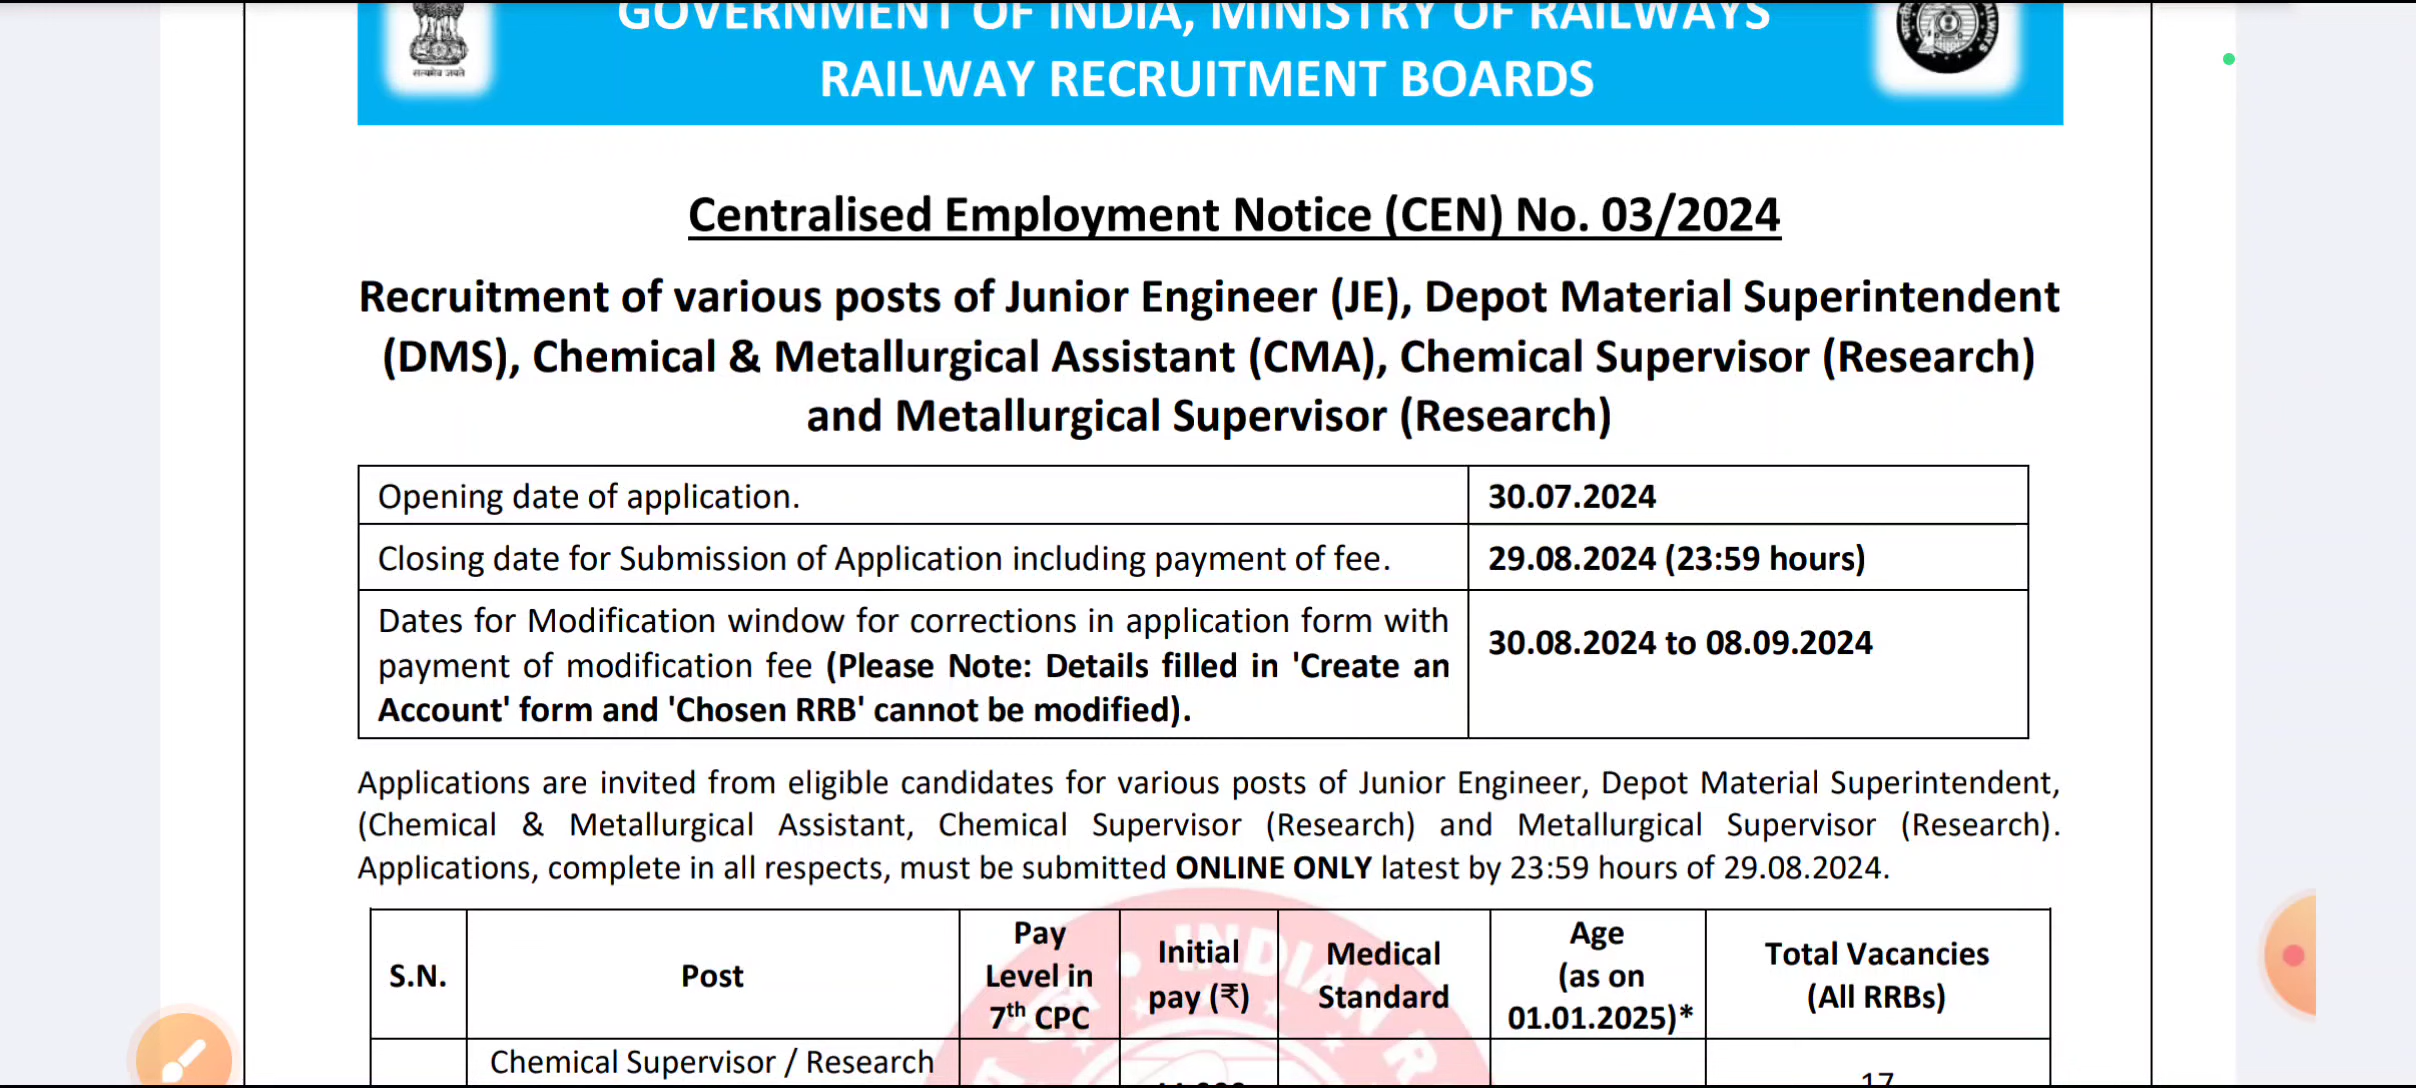 GOVERNMENT OF INDIA, MINISTRY OF RAILWAYS
RAILWAY RECRUITMENT BOARDS
सत्यमेव जयते
Centralised Employment Notice (CEN) No. 03/2024
Recruitment of various posts of Junior Engineer (JE), Depot Material Superintendent
(DMS), Chemical & Metallurgical Assistant (CMA), Chemical Supervisor (Research)
and Metallurgical Supervisor (Research)
Opening date of application.
30.07.2024
Closing date for Submission of Application including payment of fee.
29.08.2024 (23:59 hours)
Dates for Modification window for corrections in application form with
payment of modification fee (Please Note: Details filled in 'Create an
Account' form and 'Chosen RRB' cannot be modified).
30.08.2024 to 08.09.2024
Applications are invited from eligible candidates for various posts of Junior Engineer, Depot Material Superintendent,
(Chemical & Metallurgical Assistant, Chemical Supervisor (Research) and Metallurgical Supervisor (Research).
Applications, complete in all respects, must be submitted ONLINE ONLY latest by 23:59 hours of 29.08.2024.
S.N.
Post
Pay
Level in
7th CPC
Initial
pay (₹)
Medical
Standard
Age
(as on
01.01.2025)*
Total Vacancies
(All RRBs)
Chemical Supervisor / Research
17
INDIAN R